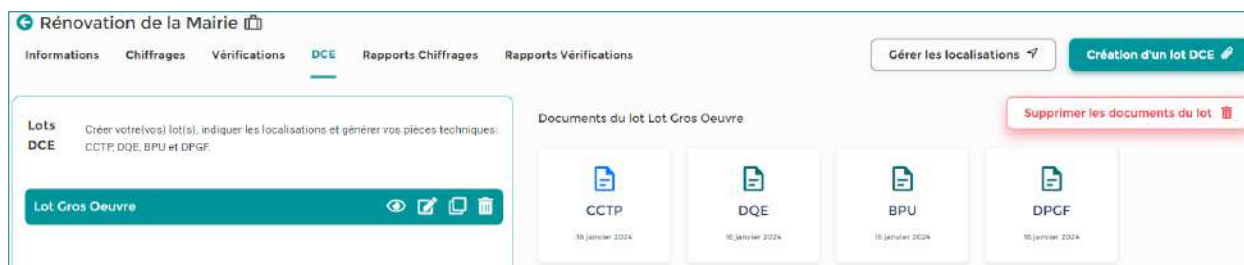 Rénovation de la Mairie
Informations Chiffrages Vérifications DCE Rapports Chiffrages Rapports Vérifications
Gérer les localisations
Création d'un lot DCE
Lots DCE
Créer votre(vos) lot(s), indiquer les localisations et générer vos pièces techniques:
CCTP, DQE, BPU et DPGF.
Lot Gros Oeuvre
Documents du lot Lot Gros Oeuvre
Supprimer les documents du lot
CCTP DQE BPU DPGF
16 janvier 2024 16 janvier 2024 16 janvier 2024 16 janvier 2024